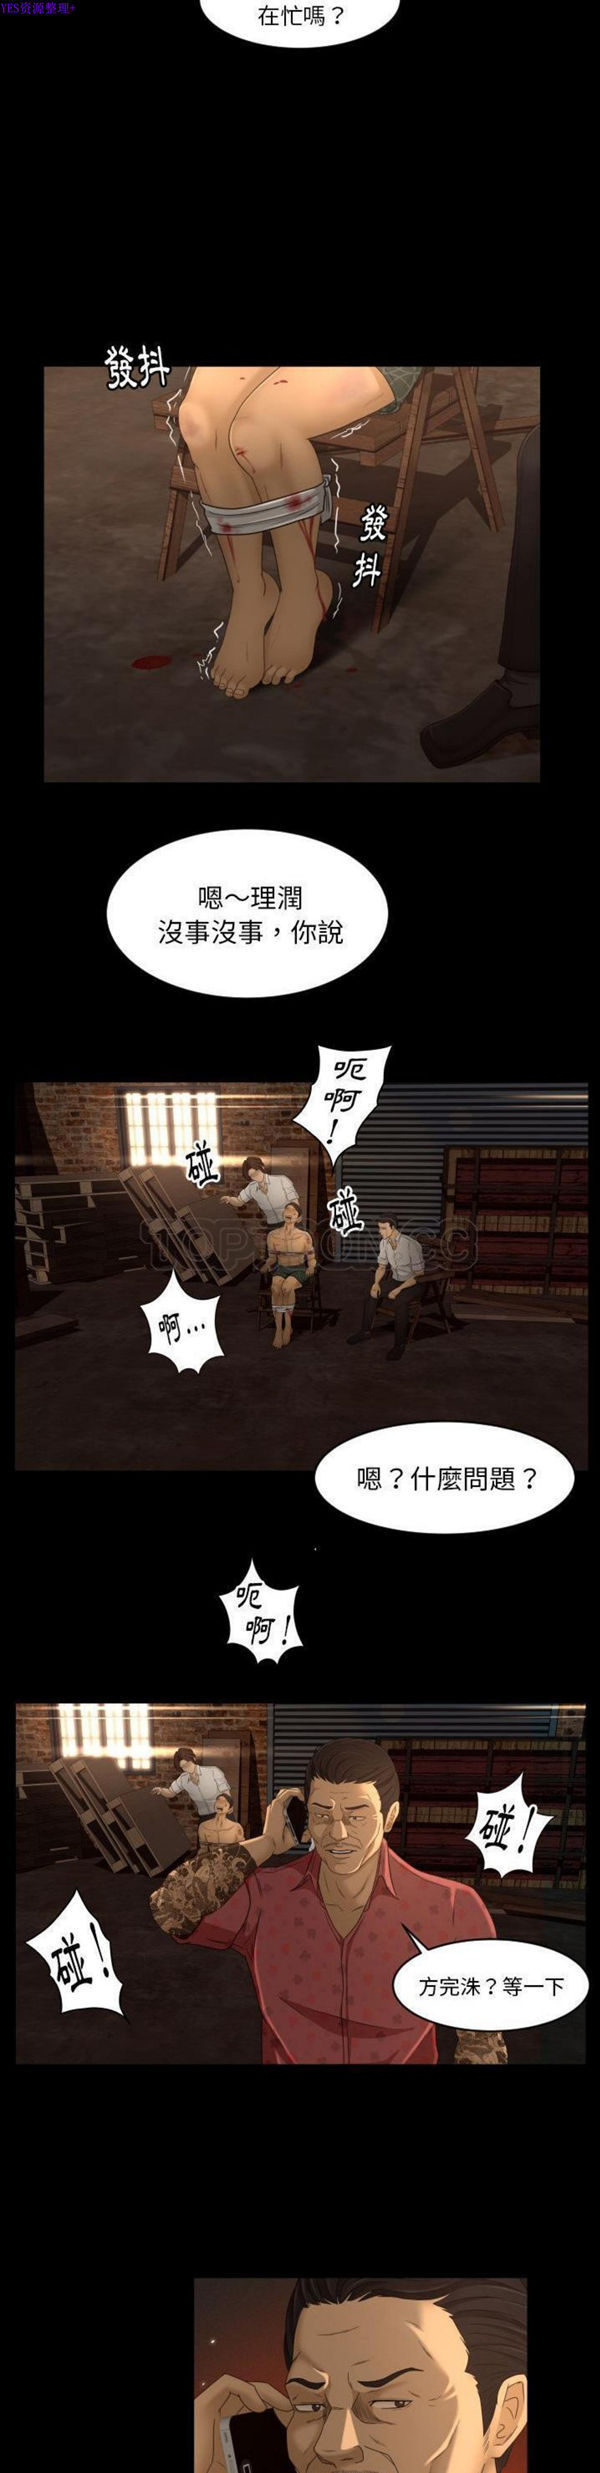 YES资源整理+
在忙嗎？
發抖
發
抖
嗯～理潤
沒事沒事，你說
呃
啊！
碰
碰
TOPTOON.CC
啊…
嗯？什麼問題？
呃
啊！
碰！
碰！
方完洙？等一下